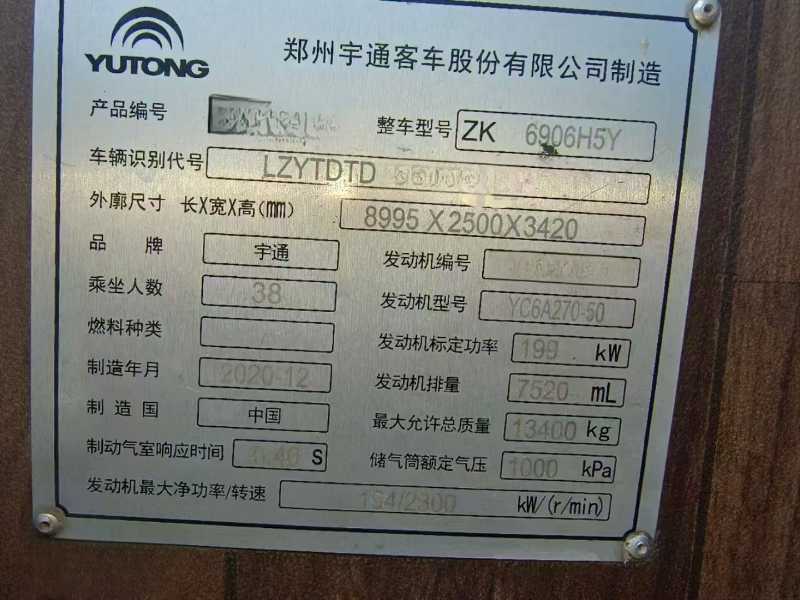 YUTONG
郑州宇通客车股份有限公司制造
产品编号
整车型号 ZK 6906H5Y
车辆识别代号 LZYTDTD
外廓尺寸 长X宽X高(mm) 8995X2500X3420
品牌 宇通
发动机编号
乘坐人数 38
发动机型号 YC6A270-50
燃料种类
发动机标定功率 199 kW
制造年月 2020-12
发动机排量 7520 mL
制造国 中国
最大允许总质量 13400 kg
制动气室响应时间 0.40 S
储气筒额定气压 1000 kPa
发动机最大净功率/转速 194/2300 kW/(r/min)